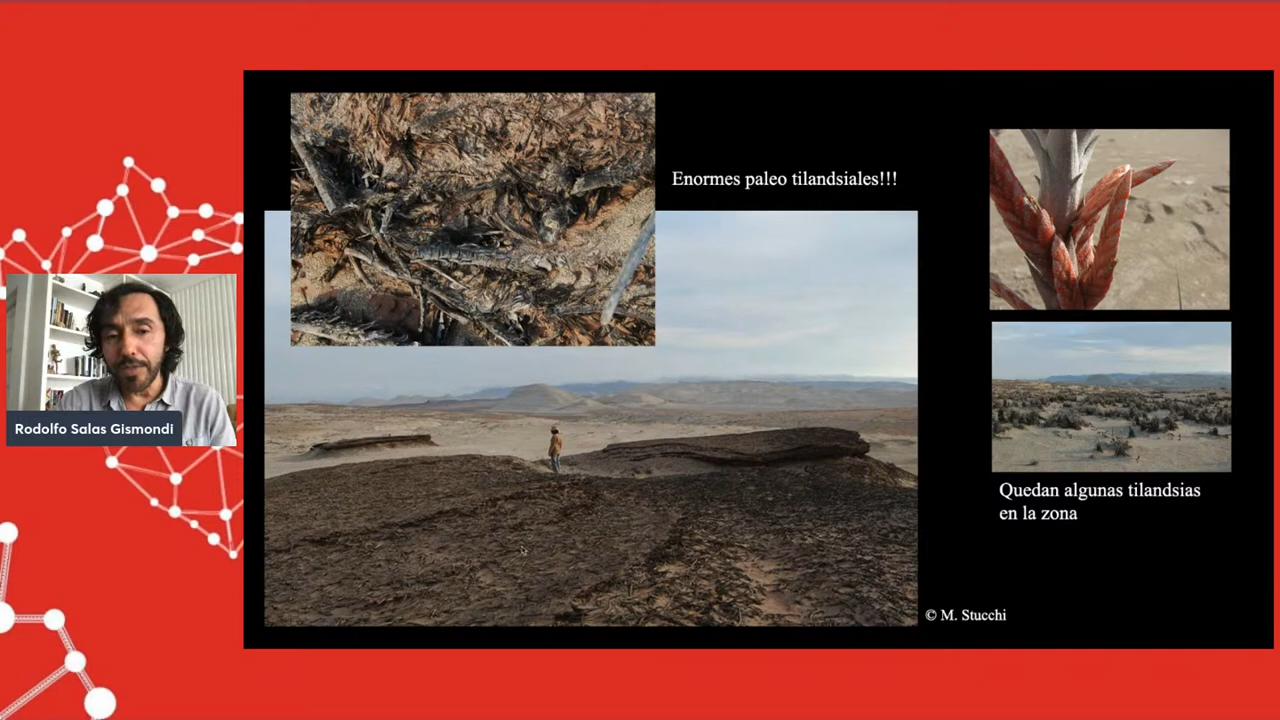 Enormes paleo tilandsiales!!!
Rodolfo Salas Gismondi
Quedan algunas tilandsias
en la zona
© M. Stucchi